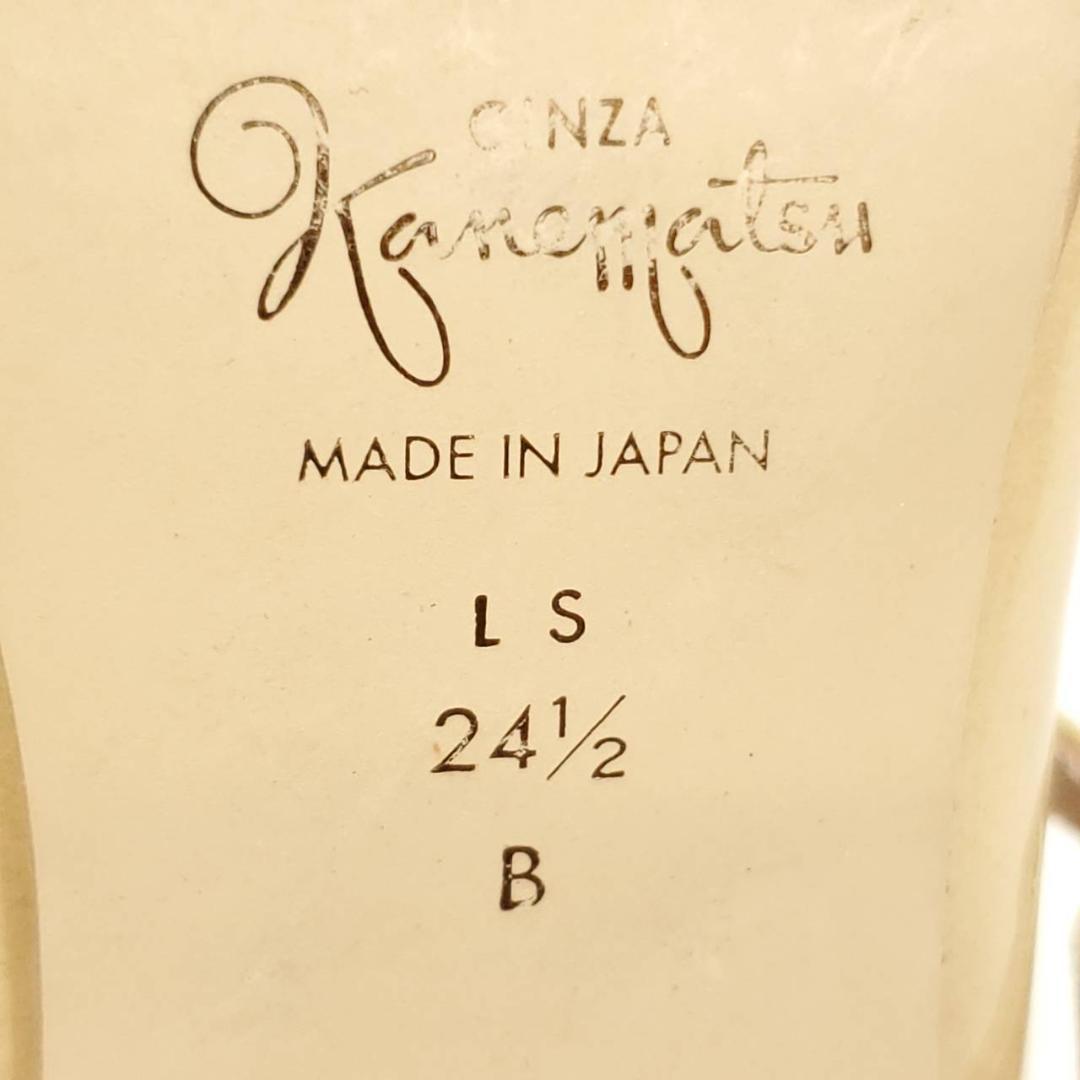 GINZA
Kanematsu
MADE IN JAPAN
L S
24½
B